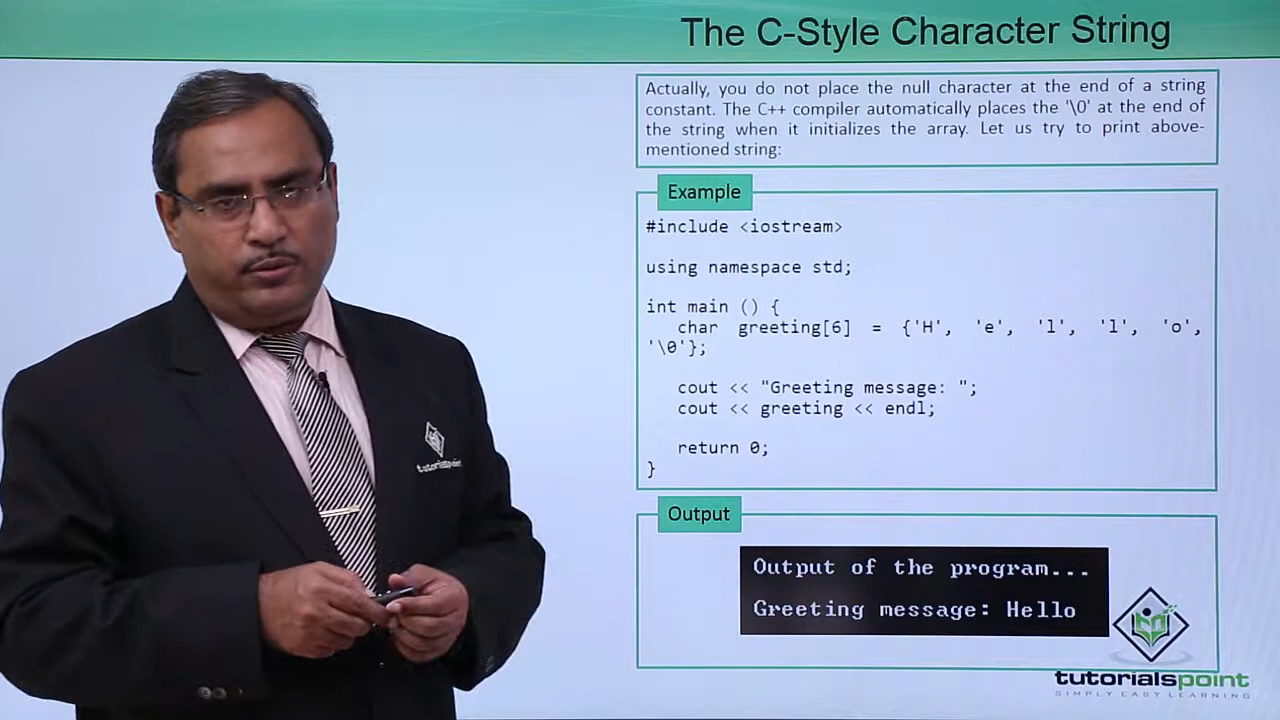 The C-Style Character String
Actually, you do not place the null character at the end of a string
constant. The C++ compiler automatically places the '\0' at the end of
the string when it initializes the array. Let us try to print above-
mentioned string:
Example
#include <iostream>
using namespace std;
int main () {
char greeting[6] = {'H', 'e', 'l', 'l', 'o',
'\0'};
cout << "Greeting message: ";
cout << greeting << endl;
return 0;
}
Output
Output of the program...
Greeting message: Hello
tutorialspoint
SIMPLY EASY LEARNING
tutorialspoint